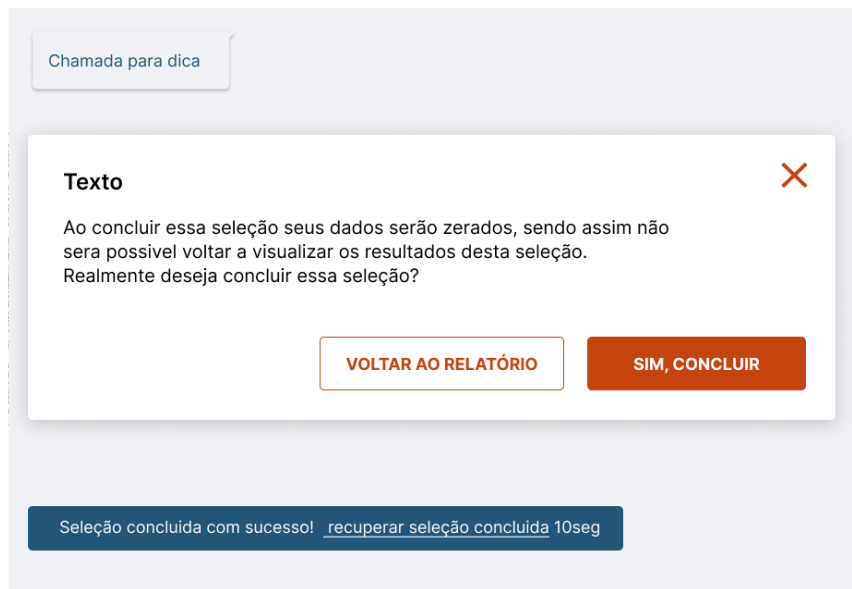 Chamada para dica
Texto
Ao concluir essa seleção seus dados serão zerados, sendo assim não
sera possivel voltar a visualizar os resultados desta seleção.
Realmente deseja concluir essa seleção?
VOLTAR AO RELATÓRIO
SIM, CONCLUIR
Seleção concluida com sucesso! recuperar seleção concluida 10seg